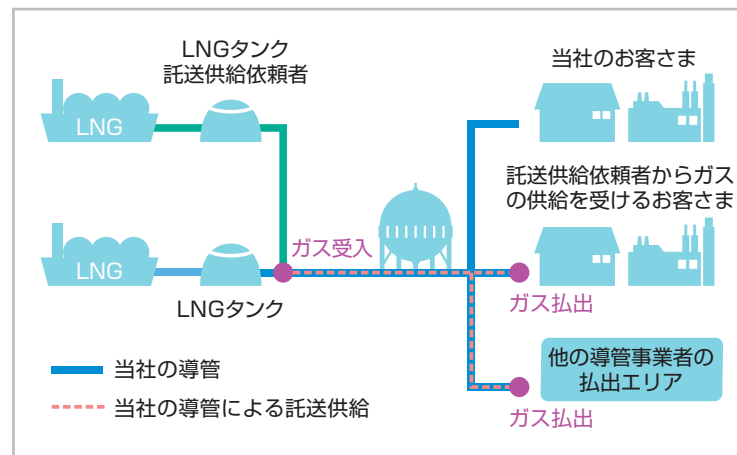 LNGタンク
託送供給依頼者
LNG
当社のお客さま
託送供給依頼者からガス
の供給を受けるお客さま
ガス受入
LNG
LNGタンク
ガス払出
他の導管事業者の
払出エリア
ガス払出
当社の導管
当社の導管による託送供給